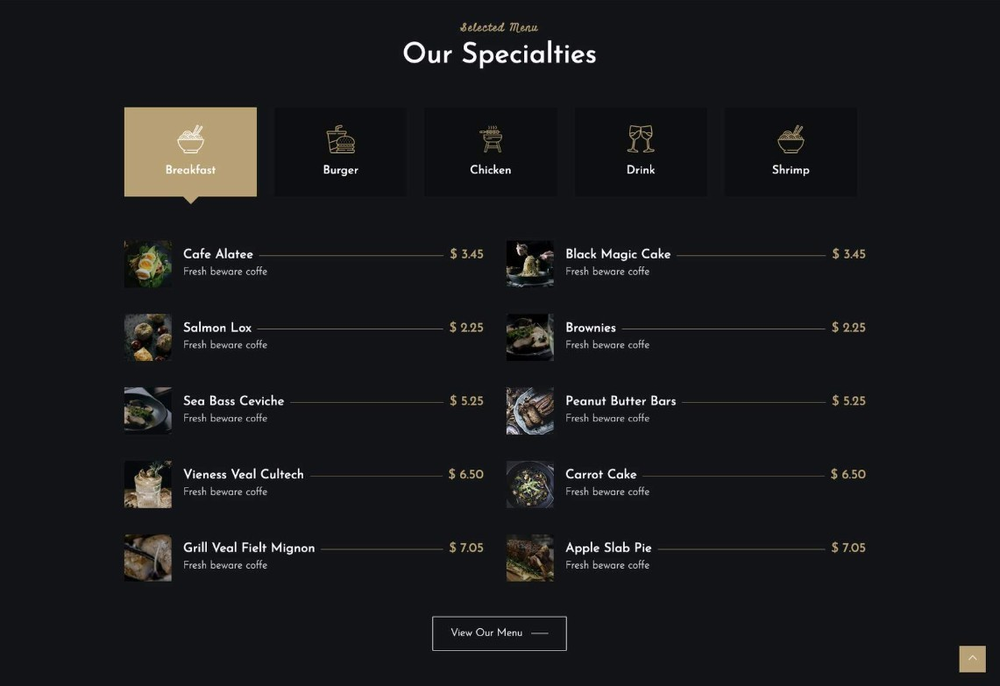 Selected Menu
Our Specialties
Breakfast
Burger
Chicken
Drink
Shrimp
Cafe Alatee $ 3.45
Fresh beware coffe
Salmon Lox $ 2.25
Fresh beware coffe
Sea Bass Ceviche $ 5.25
Fresh beware coffe
Vieness Veal Cultech $ 6.50
Fresh beware coffe
Grill Veal Fielt Mignon $ 7.05
Fresh beware coffe
Black Magic Cake $ 3.45
Fresh beware coffe
Brownies $ 2.25
Fresh beware coffe
Peanut Butter Bars $ 5.25
Fresh beware coffe
Carrot Cake $ 6.50
Fresh beware coffe
Apple Slab Pie $ 7.05
Fresh beware coffe
View Our Menu